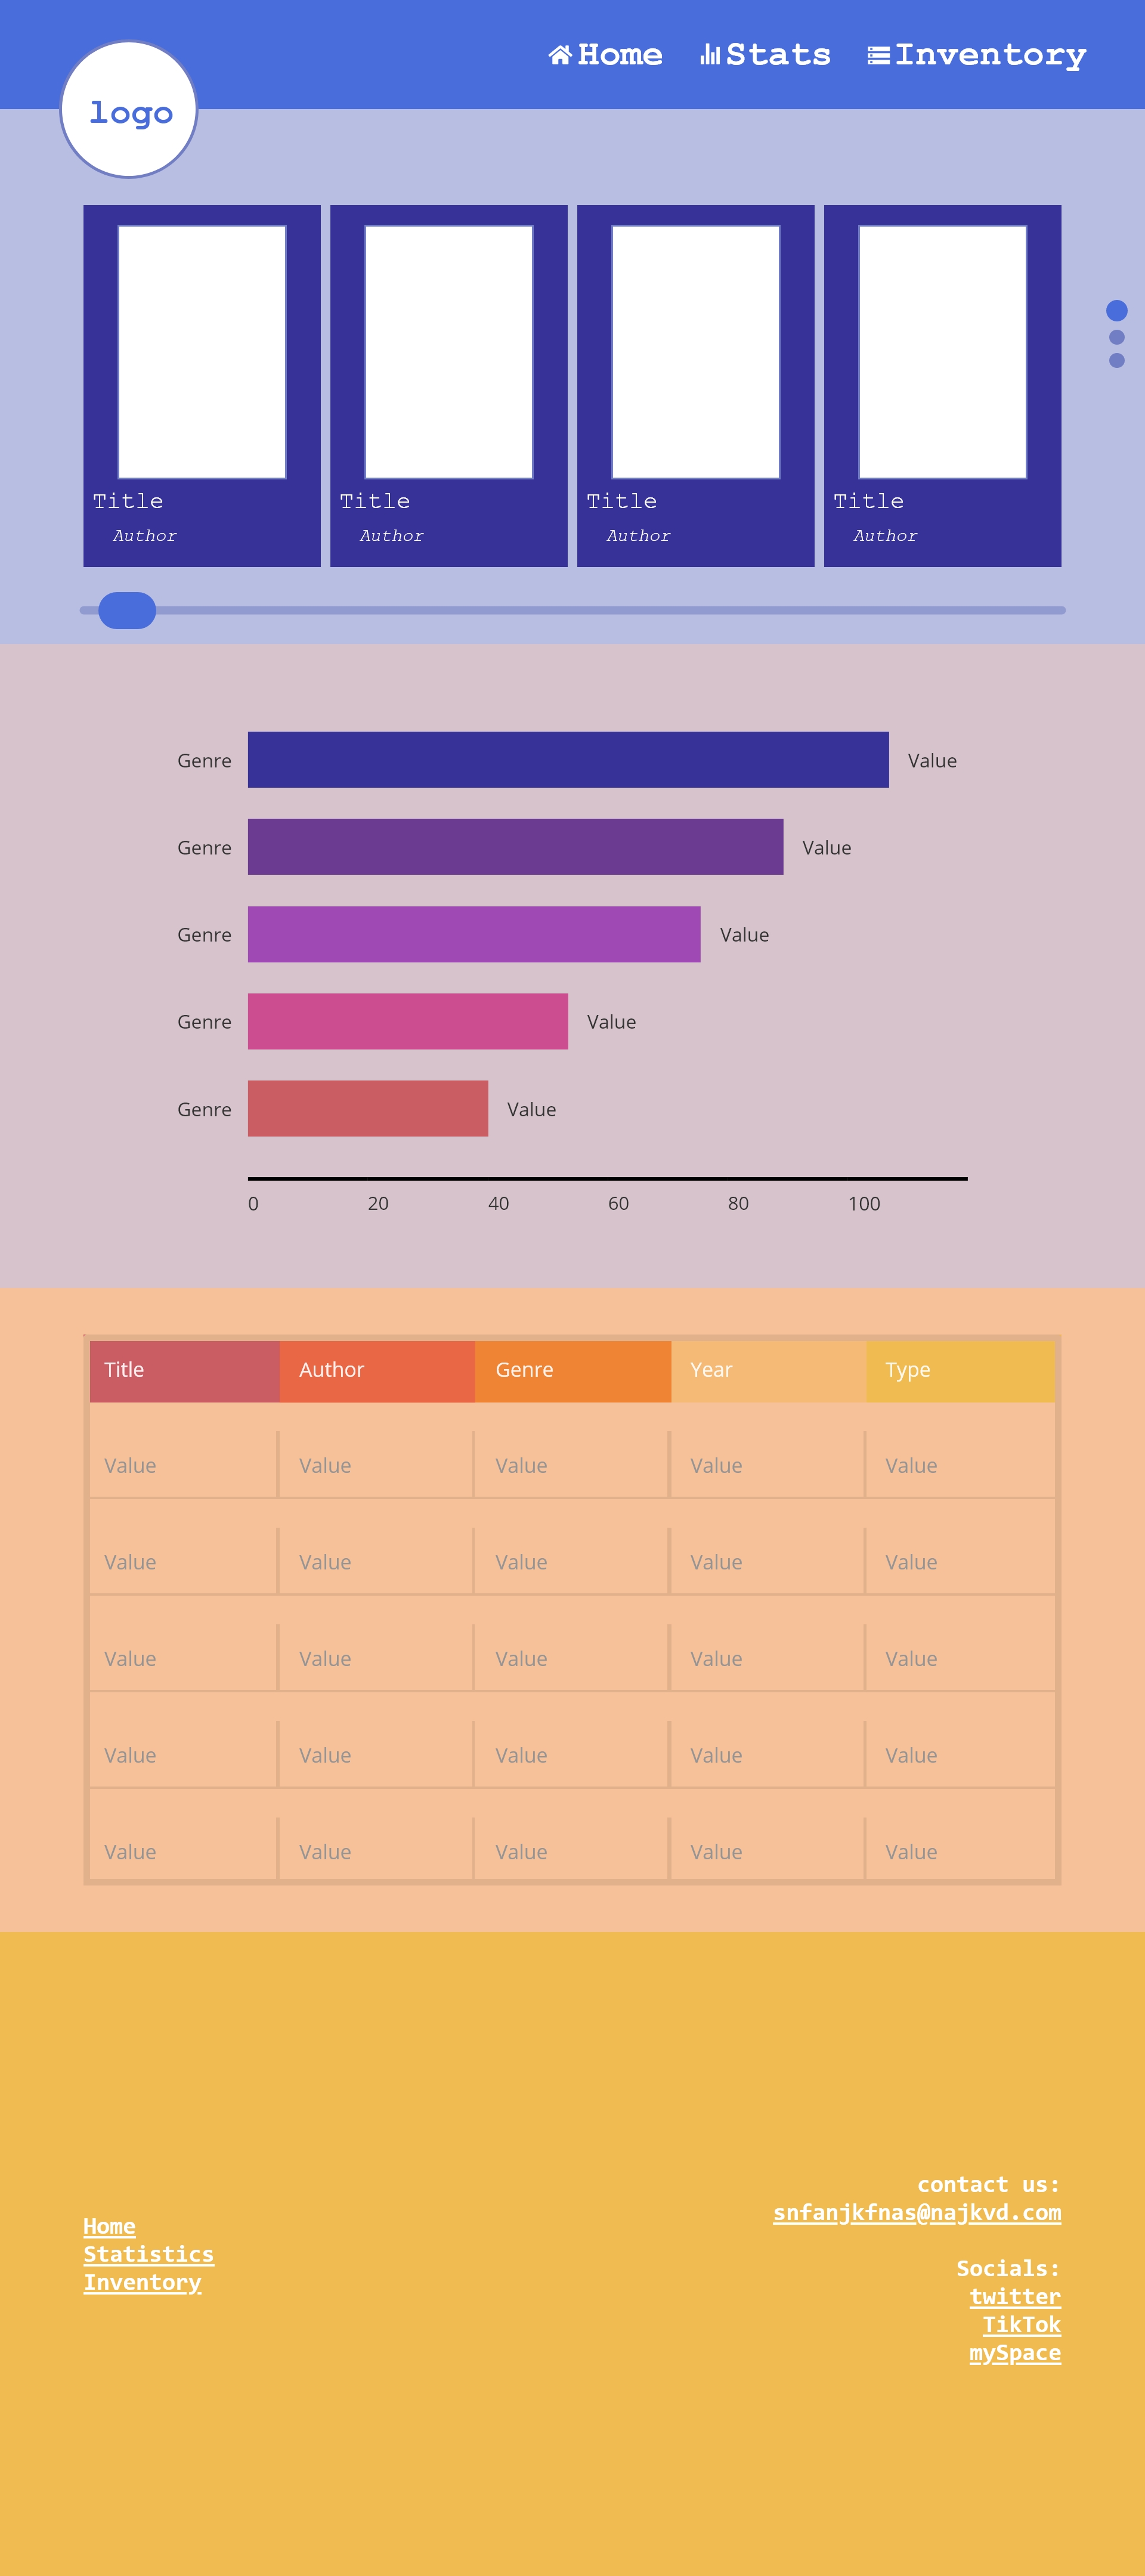 Home Stats Inventory
logo
Title Title Title Title
Author Author Author Author
Genre Value
Genre Value
Genre Value
Genre Value
Genre Value
0 20 40 60 80 100
Title Author Genre Year Type
Value Value Value Value Value
Value Value Value Value Value
Value Value Value Value Value
Value Value Value Value Value
Value Value Value Value Value
Home
Statistics
Inventory
contact us:
snfanjkfnas@najkvd.com
Socials:
twitter
TikTok
mySpace